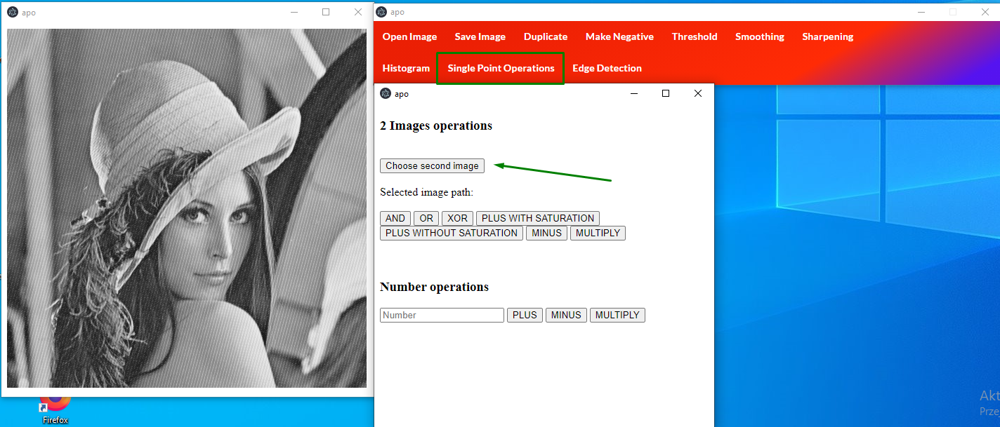 apo
Firefox
apo
Open Image Save Image Duplicate Make Negative Threshold Smoothing Sharpening
Histogram Single Point Operations Edge Detection
apo
2 Images operations
Choose second image
Selected image path:
AND OR XOR PLUS WITH SATURATION
PLUS WITHOUT SATURATION MINUS MULTIPLY
Number operations
Number PLUS MINUS MULTIPLY
Akt
Prze